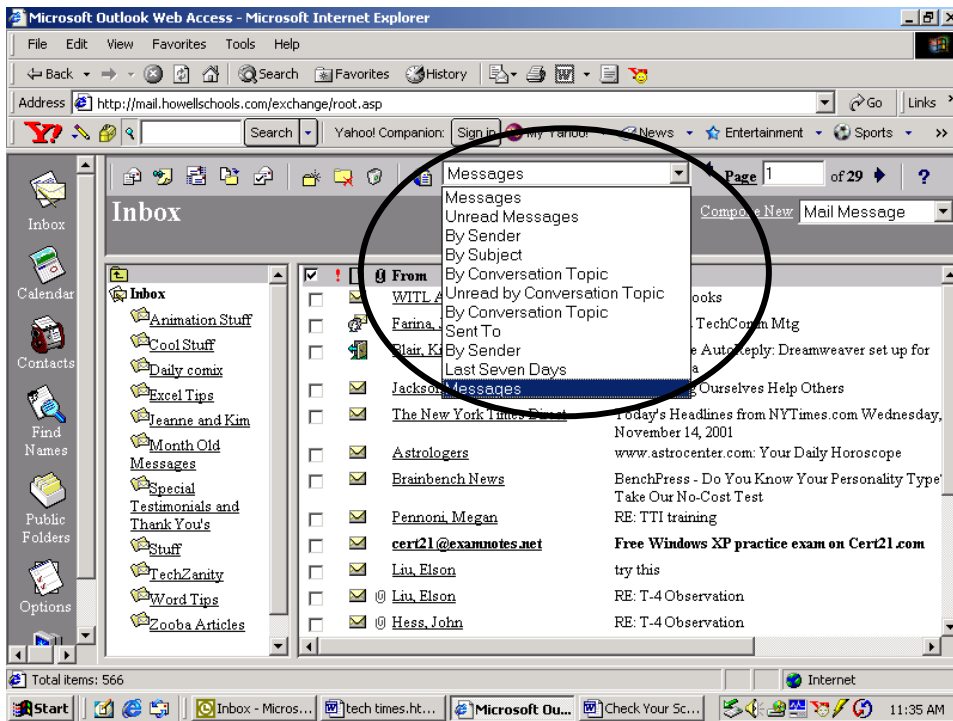 Microsoft Outlook Web Access - Microsoft Internet Explorer
File Edit View Favorites Tools Help
Back Search Favorites History
Address http://mail.howellschools.com/exchange/root.asp Go Links
Y! Search Yahoo! Companion: Sign in My Yahoo! News Entertainment Sports
Messages Page 1 of 29 ?
Inbox
Compose New Mail Message
Messages
Unread Messages
By Sender
By Subject
By Conversation Topic
Unread by Conversation Topic
By Conversation Topic
Sent To
By Sender
Last Seven Days
Messages
Inbox
Calendar
Contacts
Find
Names
Public
Folders
Options
Inbox
Animation Stuff
Cool Stuff
Daily comix
Excel Tips
Jeanne and Kim
Month Old
Messages
Special
Testimonials and
Thank You's
Stuff
TechZanity
Word Tips
Zooba Articles
! From
WITL ooks
Farina, TechComm Mtg
Blair, Ki AutoReply: Dreamweaver set up for
a
Jackson Ourselves Help Others
The New York Times Direct Today's Headlines from NYTimes.com Wednesday,
November 14, 2001
Astrologers www.astrocenter.com: Your Daily Horoscope
Brainbench News BenchPress - Do You Know Your Personality Type?
Take Our No-Cost Test
Pennoni, Megan RE: TTI training
cert21@examnotes.net Free Windows XP practice exam on Cert21.com
Liu, Elson try this
Liu, Elson RE: T-4 Observation
Hess, John RE: T-4 Observation
Total items: 566 Internet
Start Inbox - Micros... tech times.ht... Microsoft Ou... Check Your Sc... 11:35 AM